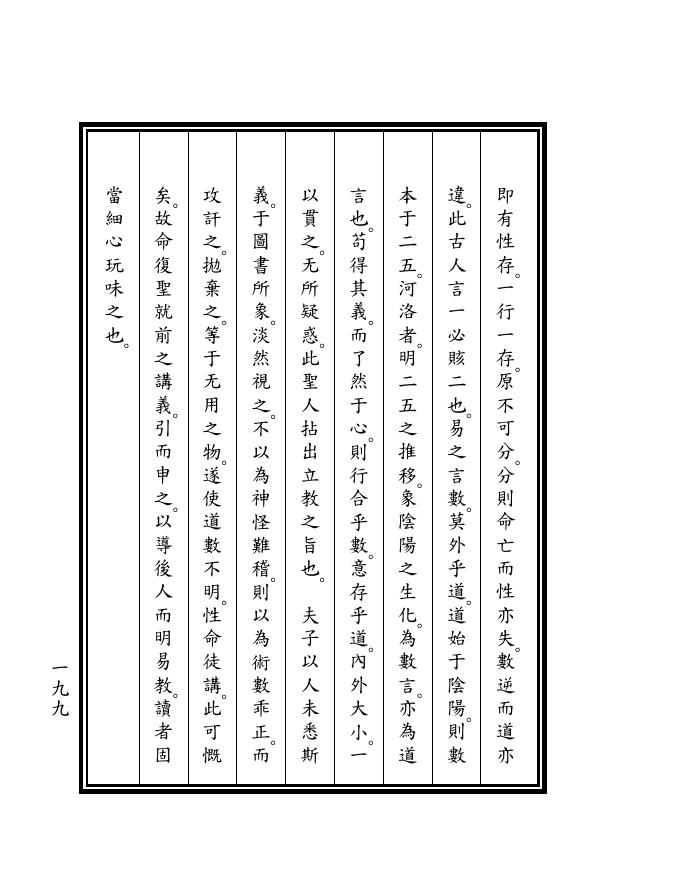 即有性存。一行一存。原不可分。分則命亡而性亦失。數逆而道亦
違。此古人言一必賅二也。易之言數。莫外乎道。道始于陰陽。則數
本于二五。河洛者。明二五之推移。象陰陽之生化。為數言。亦為道
言也。苟得其義。而了然于心。則行合乎數。意存乎道。內外大小。一
以貫之。无所疑惑。此聖人拈出立教之旨也。　夫子以人未悉斯
義。于圖書所象。淡然視之。不以為神怪難稽。則以為術數乖正。而
攻訐之。拋棄之。等于无用之物。遂使道數不明。性命徒講。此可慨
矣。故命復聖就前之講義。引而申之。以導後人而明易教。讀者固
當細心玩味之也。
一九九